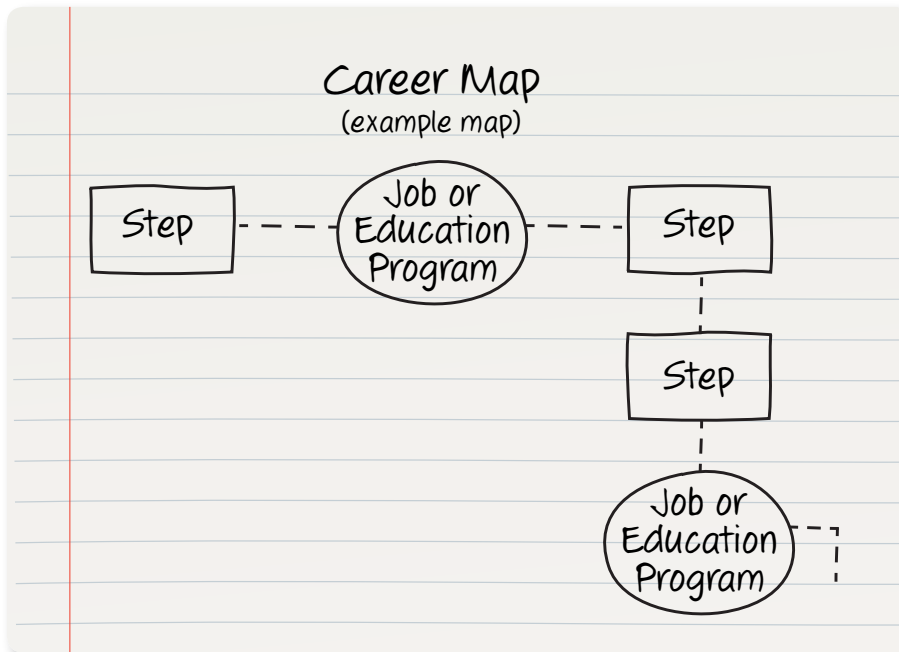 Career Map
(example map)
Step
Job or
Education
Program
Step
Step
Job or
Education
Program